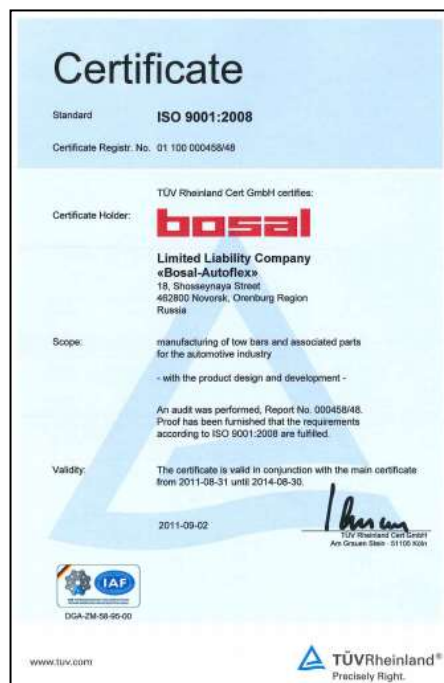 Certificate
Standard ISO 9001:2008
Certificate Registr. No. 01 100 000458/48
TÜV Rheinland Cert GmbH certifies:
Certificate Holder:
bosal
Limited Liability Company
«Bosal-Autoflex»
18, Shosseynaya Street
462800 Novorsk, Orenburg Region
Russia
Scope: manufacturing of tow bars and associated parts
for the automotive industry
- with the product design and development -
An audit was performed, Report No. 000458/48.
Proof has been furnished that the requirements
according to ISO 9001:2008 are fulfilled.
Validity: The certificate is valid in conjunction with the main certificate
from 2011-08-31 until 2014-08-30.
2011-09-02
TÜV Rheinland Cert GmbH
Am Grauen Stein · 51105 Köln
IAF
DGA-ZM-58-95-00
www.tuv.com
TÜVRheinland®
Precisely Right.